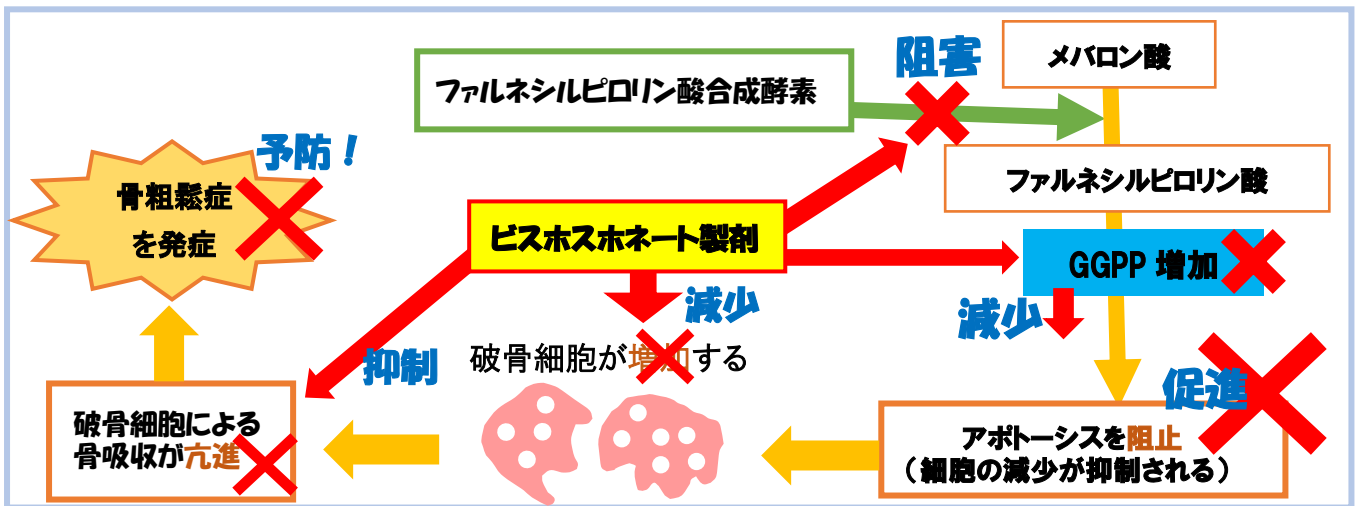 阻害
メバロン酸
ファルネシルピロリン酸合成酵素
予防！
ファルネシルピロリン酸
骨粗鬆症
を発症
ビスホスホネート製剤
GGPP 増加
減少
減少
破骨細胞が増加する
抑制
促進
破骨細胞による
骨吸収が亢進
アポトーシスを阻止
（細胞の減少が抑制される）